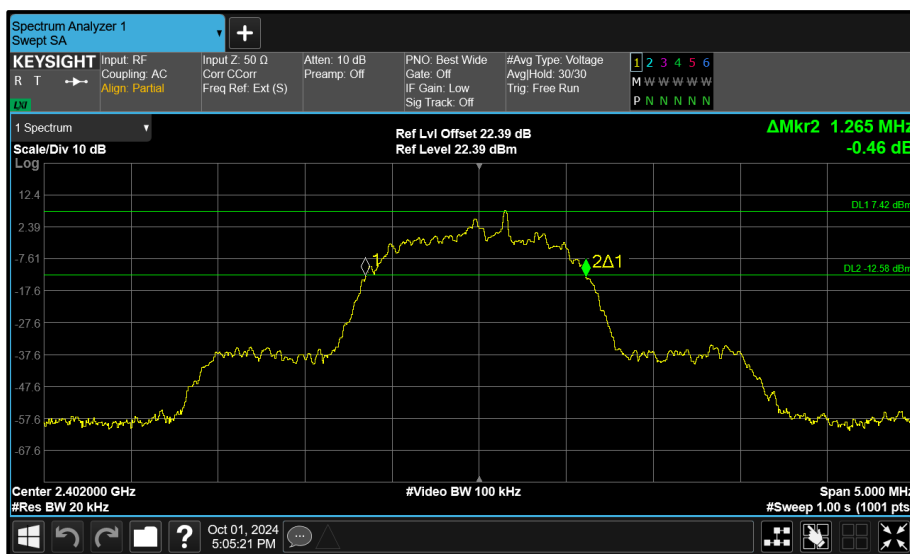 Spectrum Analyzer 1
Swept SA
KEYSIGHT
R T
LXI
Input: RF
Coupling: AC
Align: Partial
Input Z: 50 Ω
Corr CCorr
Freq Ref: Ext (S)
Atten: 10 dB
Preamp: Off
PNO: Best Wide
Gate: Off
IF Gain: Low
Sig Track: Off
#Avg Type: Voltage
Avg|Hold: 30/30
Trig: Free Run
1 2 3 4 5 6
M W W W W W
P N N N N N
1 Spectrum
Scale/Div 10 dB
Log
Ref Lvl Offset 22.39 dB
Ref Level 22.39 dBm
ΔMkr2 1.265 MHz
-0.46 dB
12.4
DL1 7.42 dBm
2.39
-7.61
1
2Δ1
DL2 -12.58 dBm
-17.6
-27.6
-37.6
-47.6
-57.6
-67.6
Center 2.402000 GHz
#Res BW 20 kHz
#Video BW 100 kHz
Span 5.000 MHz
#Sweep 1.00 s (1001 pts
?
Oct 01, 2024
5:05:21 PM